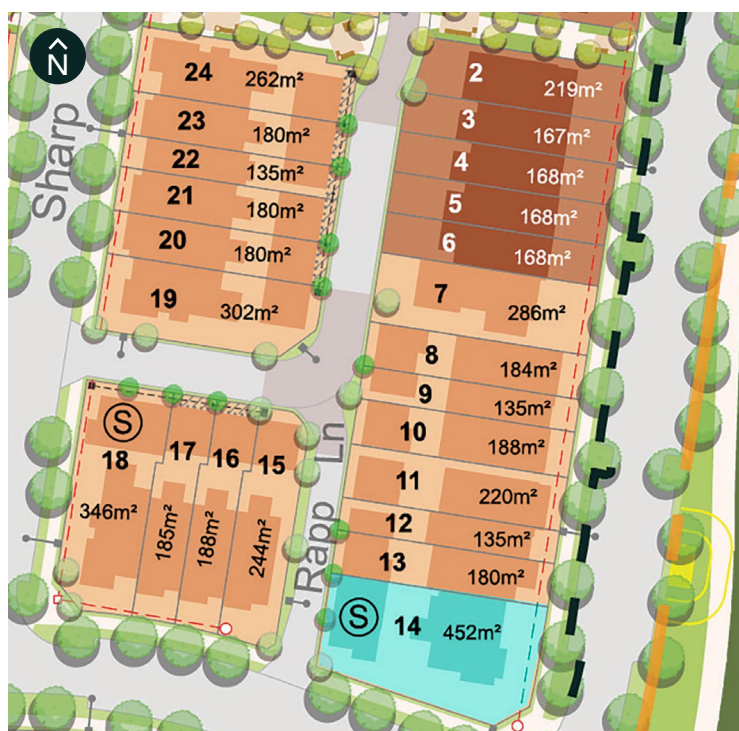 N
Sharp
24 262m²
23 180m²
22 135m²
21 180m²
20 180m²
19 302m²
2 219m²
3 167m²
4 168m²
5 168m²
6 168m²
7 286m²
8 184m²
9 135m²
10 188m²
11 220m²
12 135m²
13 180m²
S 14 452m²
Rapp Ln
S
18 346m²
17 185m²
16 188m²
15 244m²